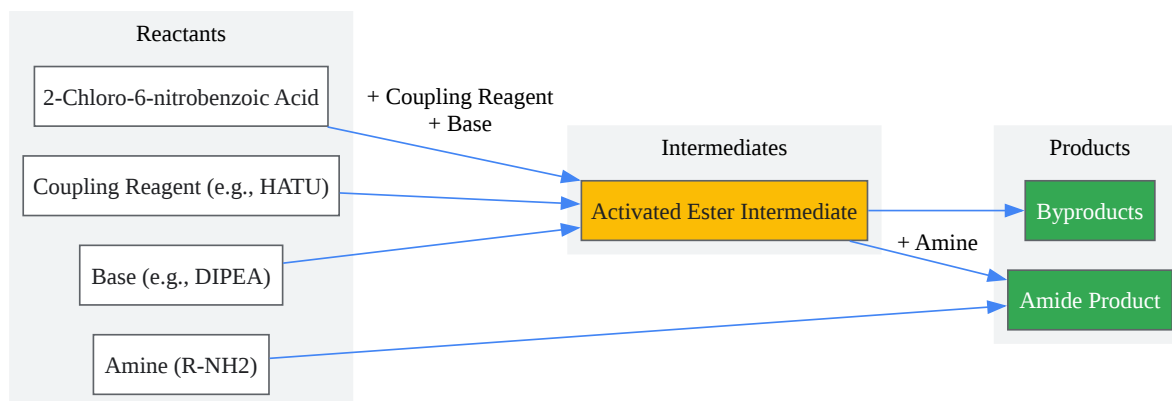 Reactants
2-Chloro-6-nitrobenzoic Acid
Coupling Reagent (e.g., HATU)
Base (e.g., DIPEA)
Amine (R-NH2)
+ Coupling Reagent
+ Base
Intermediates
Activated Ester Intermediate
+ Amine
Products
Byproducts
Amide Product